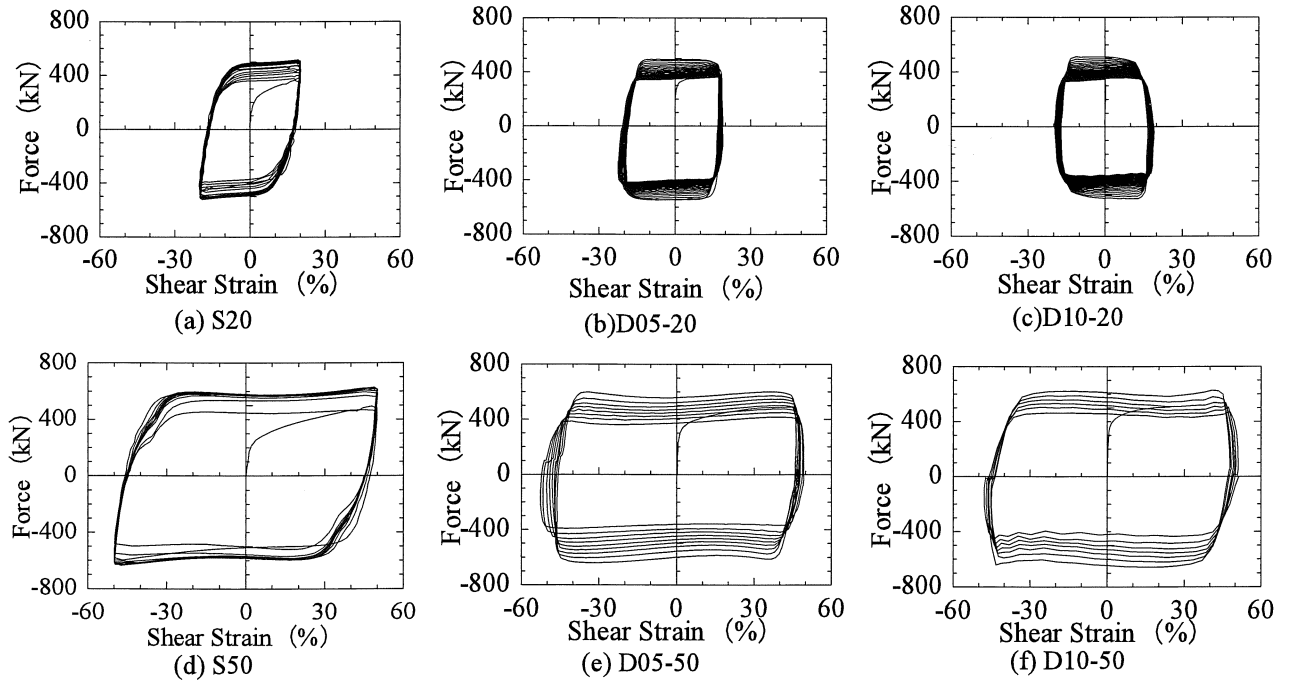 800
400
0
-400
-800
Force (kN)
-60 -30 0 30 60
Shear Strain (%)
(a) S20
800
400
0
-400
-800
Force (kN)
-60 -30 0 30 60
Shear Strain (%)
(b)D05-20
800
400
0
-400
-800
Force (kN)
-60 -30 0 30 60
Shear Strain (%)
(c)D10-20
800
400
0
-400
-800
Force (kN)
-60 -30 0 30 60
Shear Strain (%)
(d) S50
800
400
0
-400
-800
Force (kN)
-60 -30 0 30 60
Shear Strain (%)
(e) D05-50
800
400
0
-400
-800
Force (kN)
-60 -30 0 30 60
Shear Strain (%)
(f) D10-50